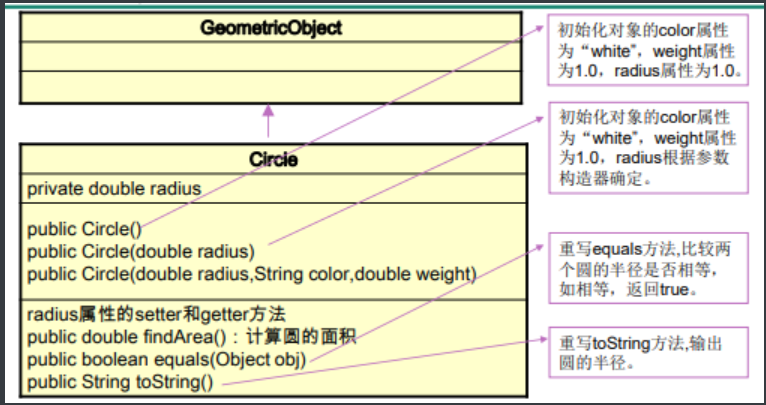 GeometricObject
Circle
private double radius
public Circle()
public Circle(double radius)
public Circle(double radius,String color,double weight)
radius属性的setter和getter方法
public double findArea()：计算圆的面积
public boolean equals(Object obj)
public String toString()
初始化对象的color属性
为“white”，weight属性
为1.0，radius属性为1.0。
初始化对象的color属性
为“white”，weight属性
为1.0，radius根据参数
构造器确定。
重写equals方法,比较两
个圆的半径是否相等，
如相等，返回true。
重写toString方法,输出
圆的半径。